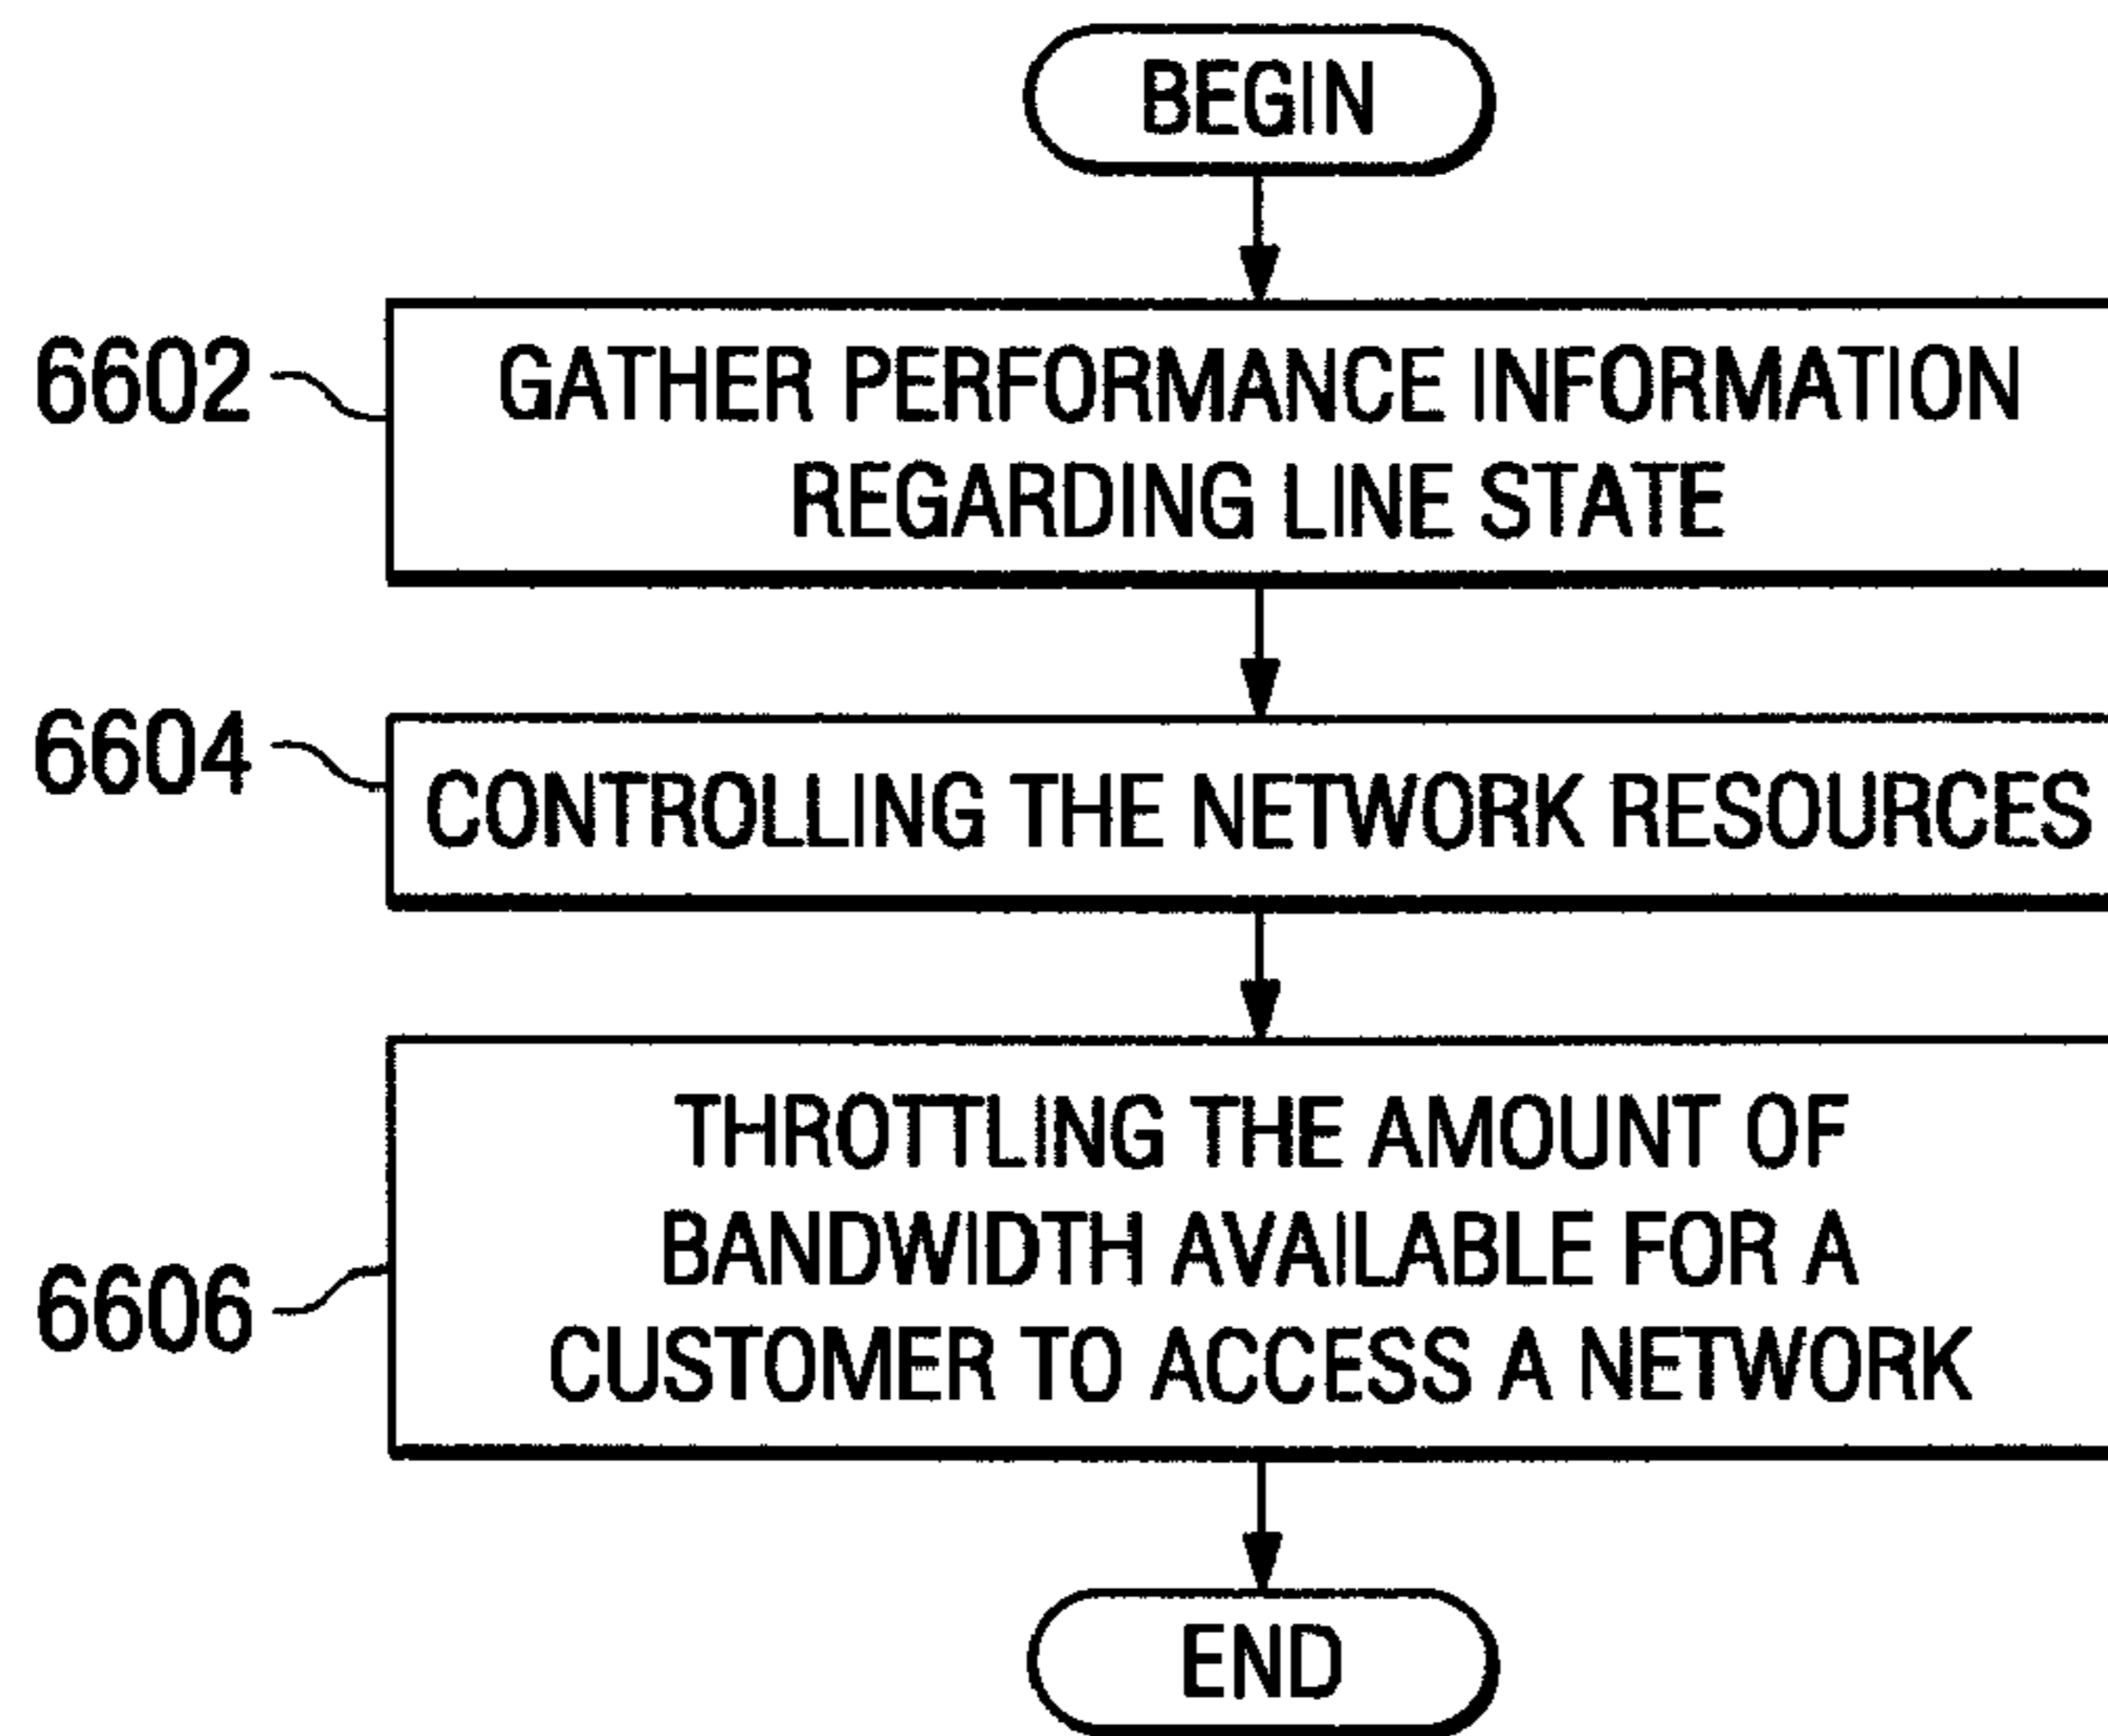 BEGIN
6602
GATHER PERFORMANCE INFORMATION
REGARDING LINE STATE
6604
CONTROLLING THE NETWORK RESOURCES
THROTTLING THE AMOUNT OF
BANDWIDTH AVAILABLE FOR A
6606
CUSTOMER TO ACCESS A NETWORK
END